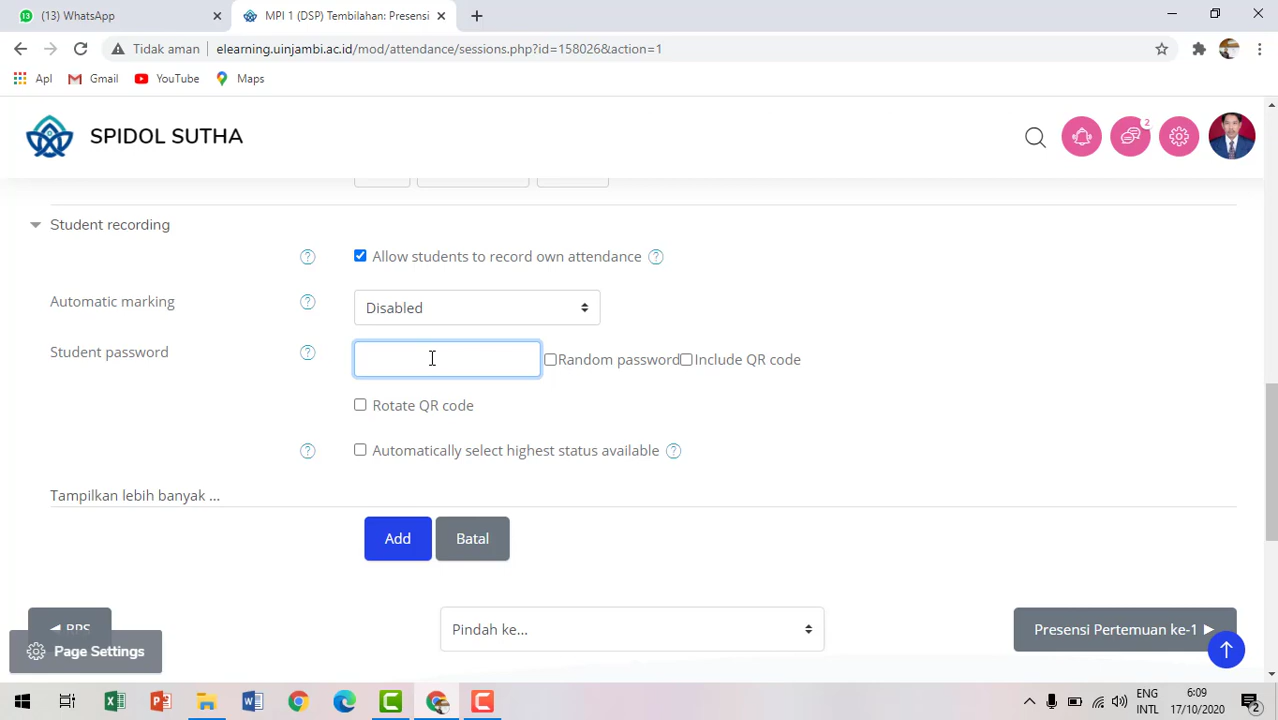 (13) WhatsApp
MPI 1 (DSP) Tembilahan: Presensi
Tidak aman
elearning.uinjambi.ac.id/mod/attendance/sessions.php?id=158026&action=1
Apl
Gmail
YouTube
Maps
SPIDOL SUTHA
2
Student recording
Allow students to record own attendance
Automatic marking
Disabled
Student password
Random password
Include QR code
Rotate QR code
Automatically select highest status available
Tampilkan lebih banyak ...
Add
Batal
◀ RPS
Pindah ke...
Presensi Pertemuan ke-1 ▶
Page Settings
ENG
INTL
6:09
17/10/2020
2